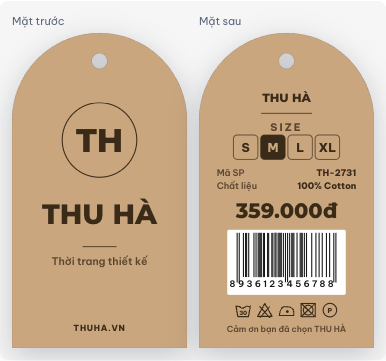 Mặt trước
TH
THU HÀ
Thời trang thiết kế
THUHA.VN
Mặt sau
THU HÀ
SIZE
S M L XL
Mã SP TH-2731
Chất liệu 100% Cotton
359.000đ
8936123456788
30 P
Cảm ơn bạn đã chọn THU HÀ